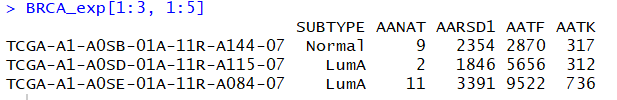 > BRCA_exp[1:3, 1:5]
SUBTYPE AANAT AARSD1 AATF AATK
TCGA-A1-A0SB-01A-11R-A144-07 Normal 9 2354 2870 317
TCGA-A1-A0SD-01A-11R-A115-07 LumA 2 1846 5656 312
TCGA-A1-A0SE-01A-11R-A084-07 LumA 11 3391 9522 736